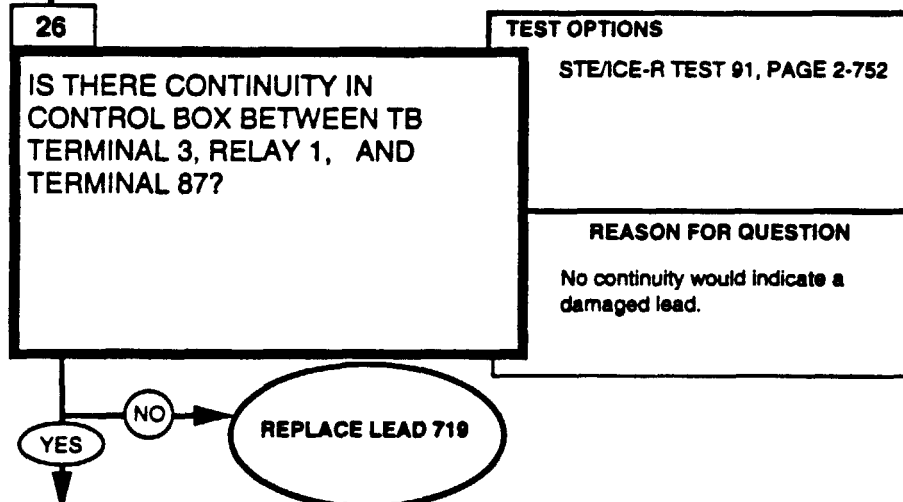 26
IS THERE CONTINUITY IN
CONTROL BOX BETWEEN TB
TERMINAL 3, RELAY 1, AND
TERMINAL 87?
TEST OPTIONS
STE/ICE-R TEST 91, PAGE 2-752
REASON FOR QUESTION
No continuity would indicate a
damaged lead.
NO
REPLACE LEAD 719
YES